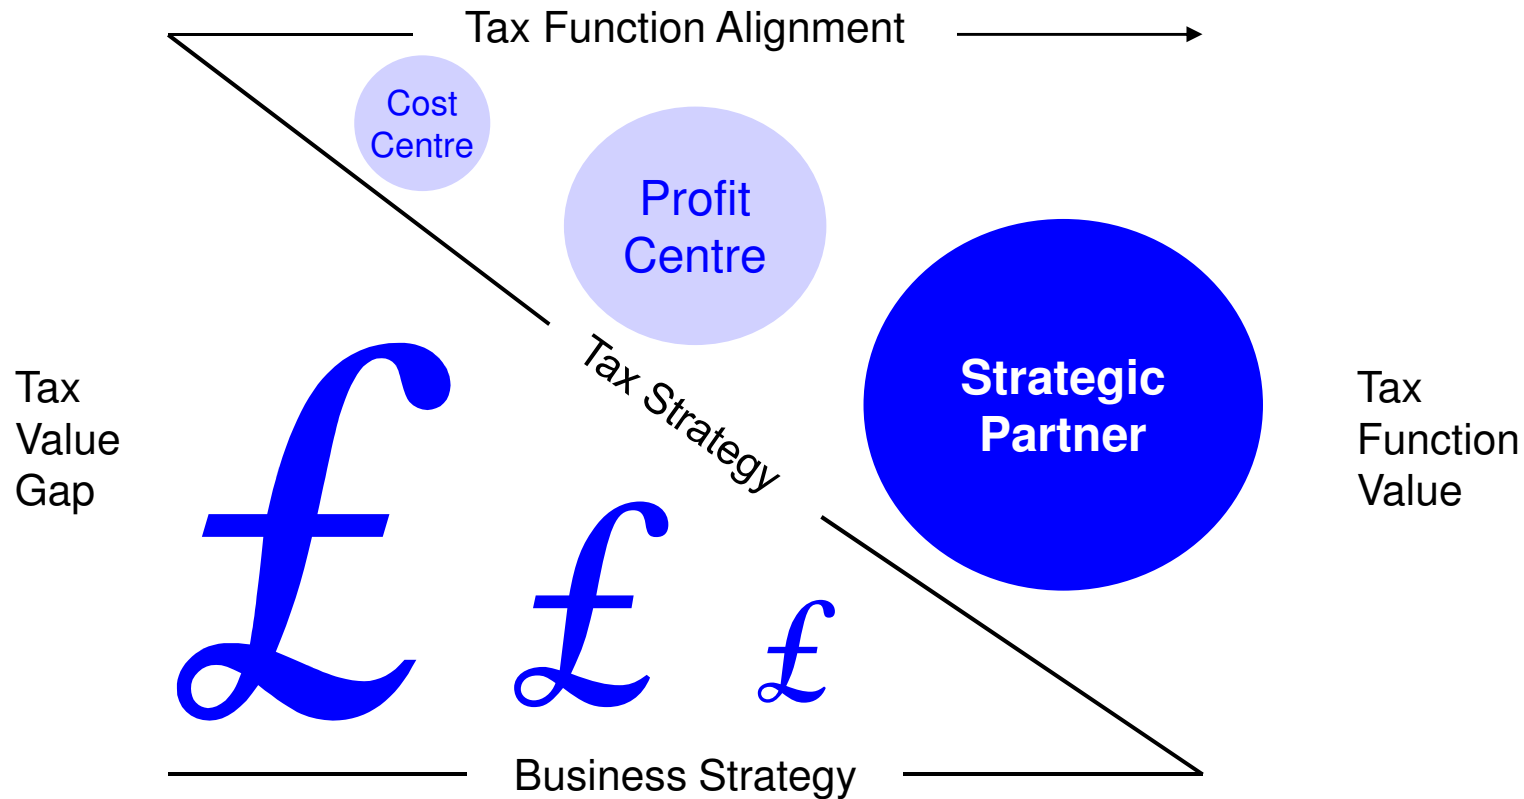 Tax Function Alignment
Cost
Centre
Profit
Centre
Strategic
Partner
Tax Strategy
Tax
Value
Gap
Tax
Function
Value
£
£
£
Business Strategy